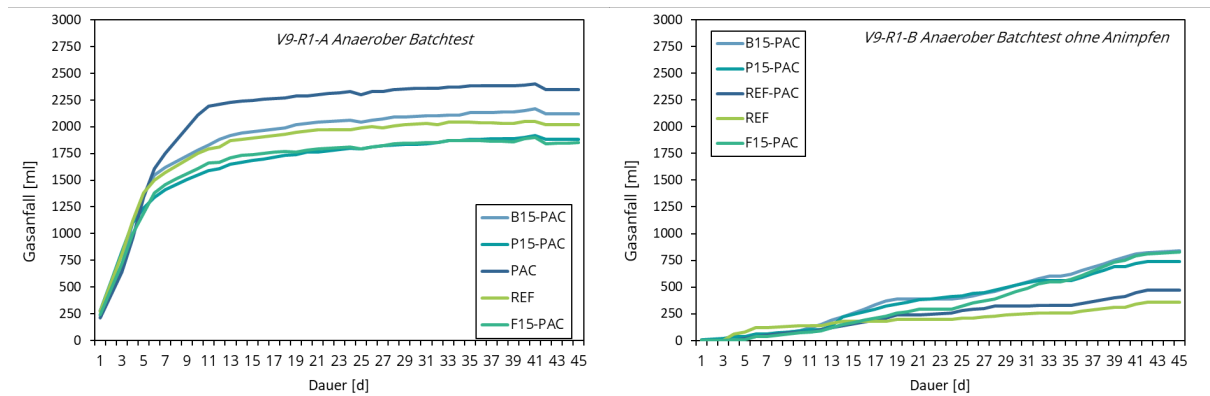 V9-R1-A Anaerober Batchtest
Gasanfall [ml]
3000
2750
2500
2250
2000
1750
1500
1250
1000
750
500
250
0
B15-PAC
P15-PAC
PAC
REF
F15-PAC
1 3 5 7 9 11 13 15 17 19 21 23 25 27 29 31 33 35 37 39 41 43 45
Dauer [d]
V9-R1-B Anaerober Batchtest ohne Animpfen
Gasanfall [ml]
3000
2750
2500
2250
2000
1750
1500
1250
1000
750
500
250
0
B15-PAC
P15-PAC
REF-PAC
REF
F15-PAC
1 3 5 7 9 11 13 15 17 19 21 23 25 27 29 31 33 35 37 39 41 43 45
Dauer [d]